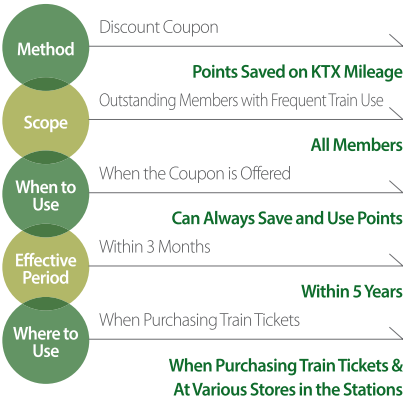 Method
Discount Coupon
Points Saved on KTX Mileage
Scope
Outstanding Members with Frequent Train Use
All Members
When to
Use
When the Coupon is Offered
Can Always Save and Use Points
Effective
Period
Within 3 Months
Within 5 Years
Where to
Use
When Purchasing Train Tickets
When Purchasing Train Tickets &
At Various Stores in the Stations